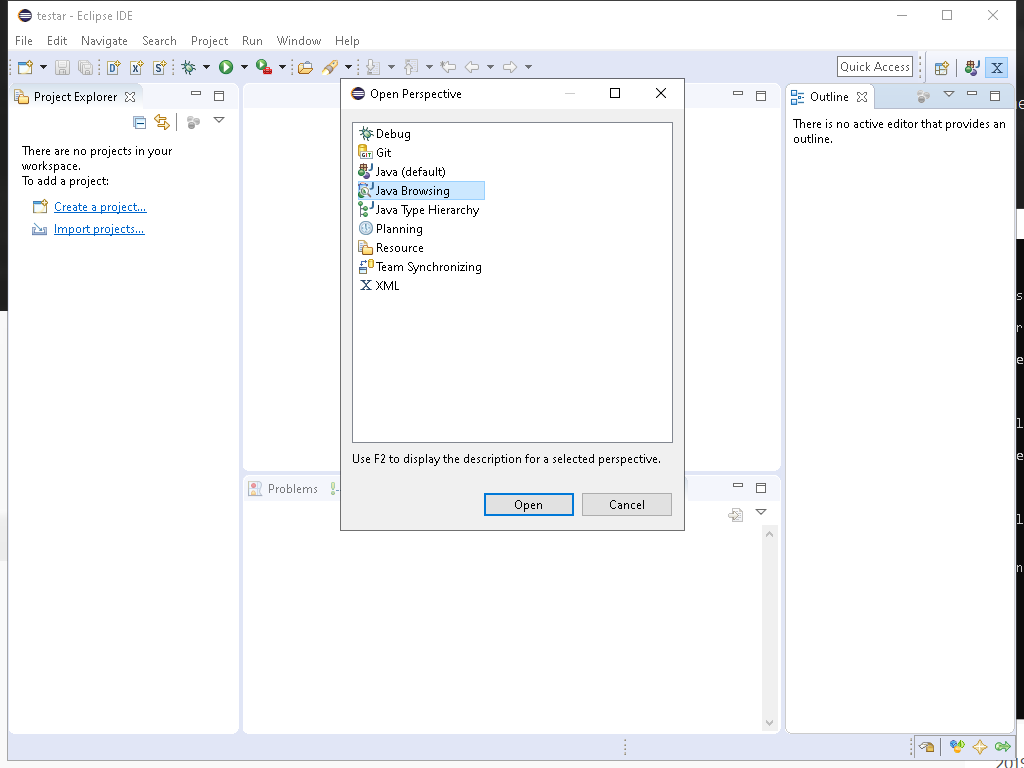 testar - Eclipse IDE
File Edit Navigate Search Project Run Window Help
Quick Access
Project Explorer
There are no projects in your
workspace.
To add a project:
Create a project...
Import projects...
Open Perspective
Debug
Git
Java (default)
Java Browsing
Java Type Hierarchy
Planning
Resource
Team Synchronizing
XML
Use F2 to display the description for a selected perspective.
Open Cancel
Problems
Outline
There is no active editor that provides an
outline.